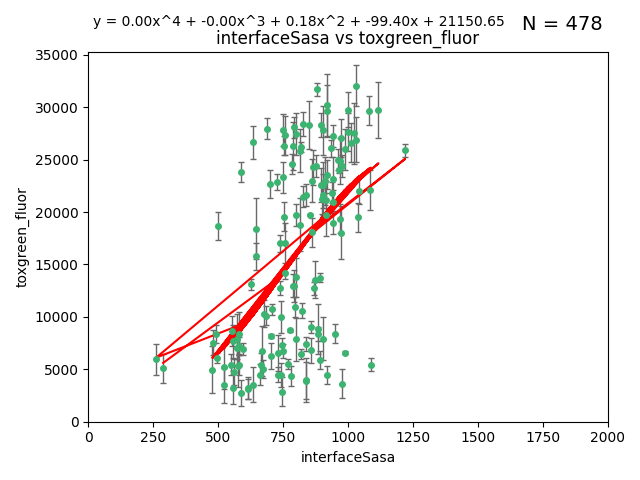 y = 0.00x^4 + -0.00x^3 + 0.18x^2 + -99.40x + 21150.65
N = 478
interfaceSasa vs toxgreen_fluor
35000
30000
25000
20000
15000
10000
5000
0
toxgreen_fluor
0 250 500 750 1000 1250 1500 1750 2000
interfaceSasa